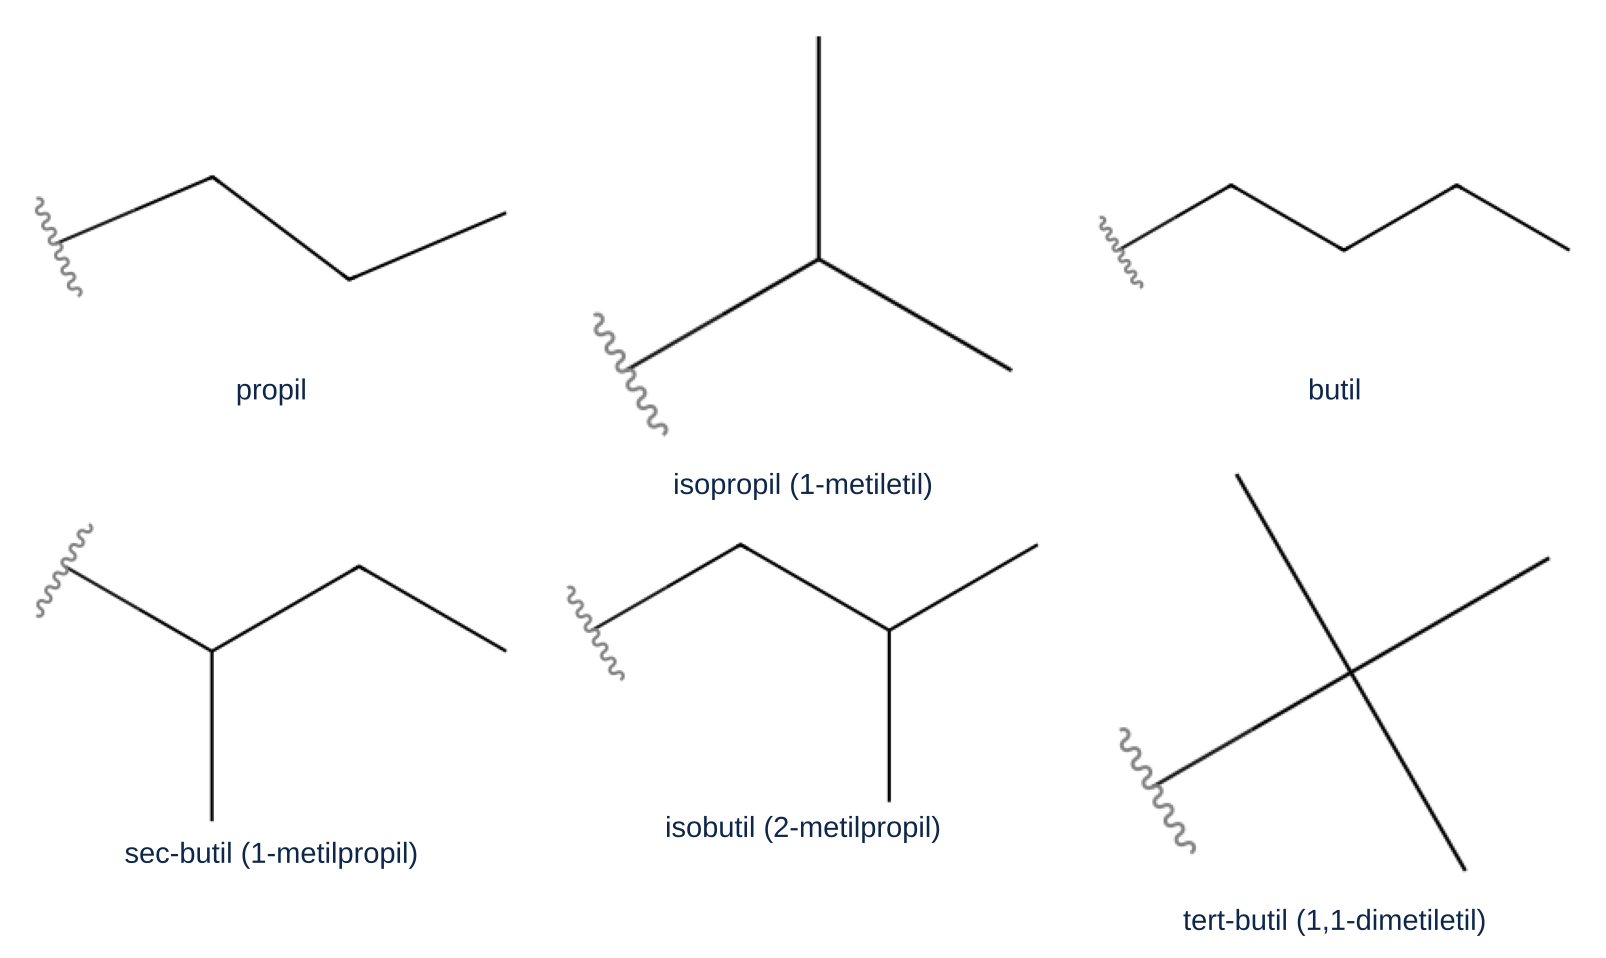 propil
butil
isopropil (1-metiletil)
sec-butil (1-metilpropil)
isobutil (2-metilpropil)
tert-butil (1,1-dimetiletil)